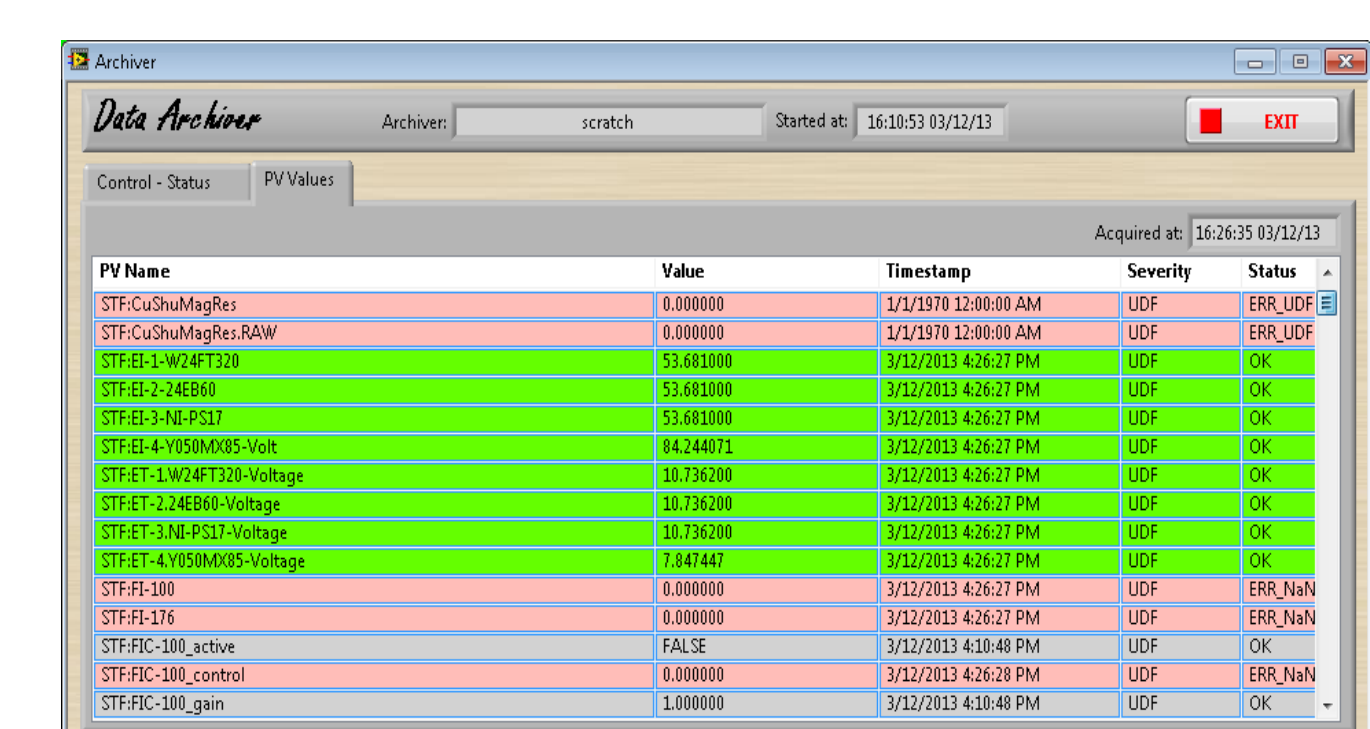 Archiver
Data Archiver Archiver: scratch Started at: 16:10:53 03/12/13 EXIT
Control - Status PV Values
Acquired at: 16:26:35 03/12/13
PV Name Value Timestamp Severity Status
STF:CuShuMagRes 0.000000 1/1/1970 12:00:00 AM UDF ERR_UDF
STF:CuShuMagRes.RAW 0.000000 1/1/1970 12:00:00 AM UDF ERR_UDF
STF:EI-1-W24FT320 53.681000 3/12/2013 4:26:27 PM UDF OK
STF:EI-2-24EB60 53.681000 3/12/2013 4:26:27 PM UDF OK
STF:EI-3-NI-PS17 53.681000 3/12/2013 4:26:27 PM UDF OK
STF:EI-4-Y050MX85-Volt 84.244071 3/12/2013 4:26:27 PM UDF OK
STF:ET-1.W24FT320-Voltage 10.736200 3/12/2013 4:26:27 PM UDF OK
STF:ET-2.24EB60-Voltage 10.736200 3/12/2013 4:26:27 PM UDF OK
STF:ET-3.NI-PS17-Voltage 10.736200 3/12/2013 4:26:27 PM UDF OK
STF:ET-4.Y050MX85-Voltage 7.847447 3/12/2013 4:26:27 PM UDF OK
STF:FI-100 0.000000 3/12/2013 4:26:27 PM UDF ERR_NaN
STF:FI-176 0.000000 3/12/2013 4:26:27 PM UDF ERR_NaN
STF:FIC-100_active FALSE 3/12/2013 4:10:48 PM UDF OK
STF:FIC-100_control 0.000000 3/12/2013 4:26:28 PM UDF ERR_NaN
STF:FIC-100_gain 1.000000 3/12/2013 4:10:48 PM UDF OK